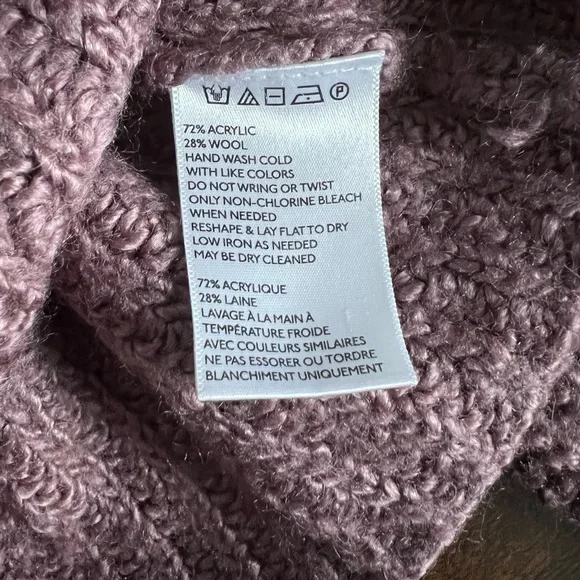 P
72% ACRYLIC
28% WOOL
HAND WASH COLD
WITH LIKE COLORS
DO NOT WRING OR TWIST
ONLY NON-CHLORINE BLEACH
WHEN NEEDED
RESHAPE & LAY FLAT TO DRY
LOW IRON AS NEEDED
MAY BE DRY CLEANED
72% ACRYLIQUE
28% LAINE
LAVAGE À LA MAIN À
TEMPÉRATURE FROIDE
AVEC COULEURS SIMILAIRES
NE PAS ESSORER OU TORDRE
BLANCHIMENT UNIQUEMENT